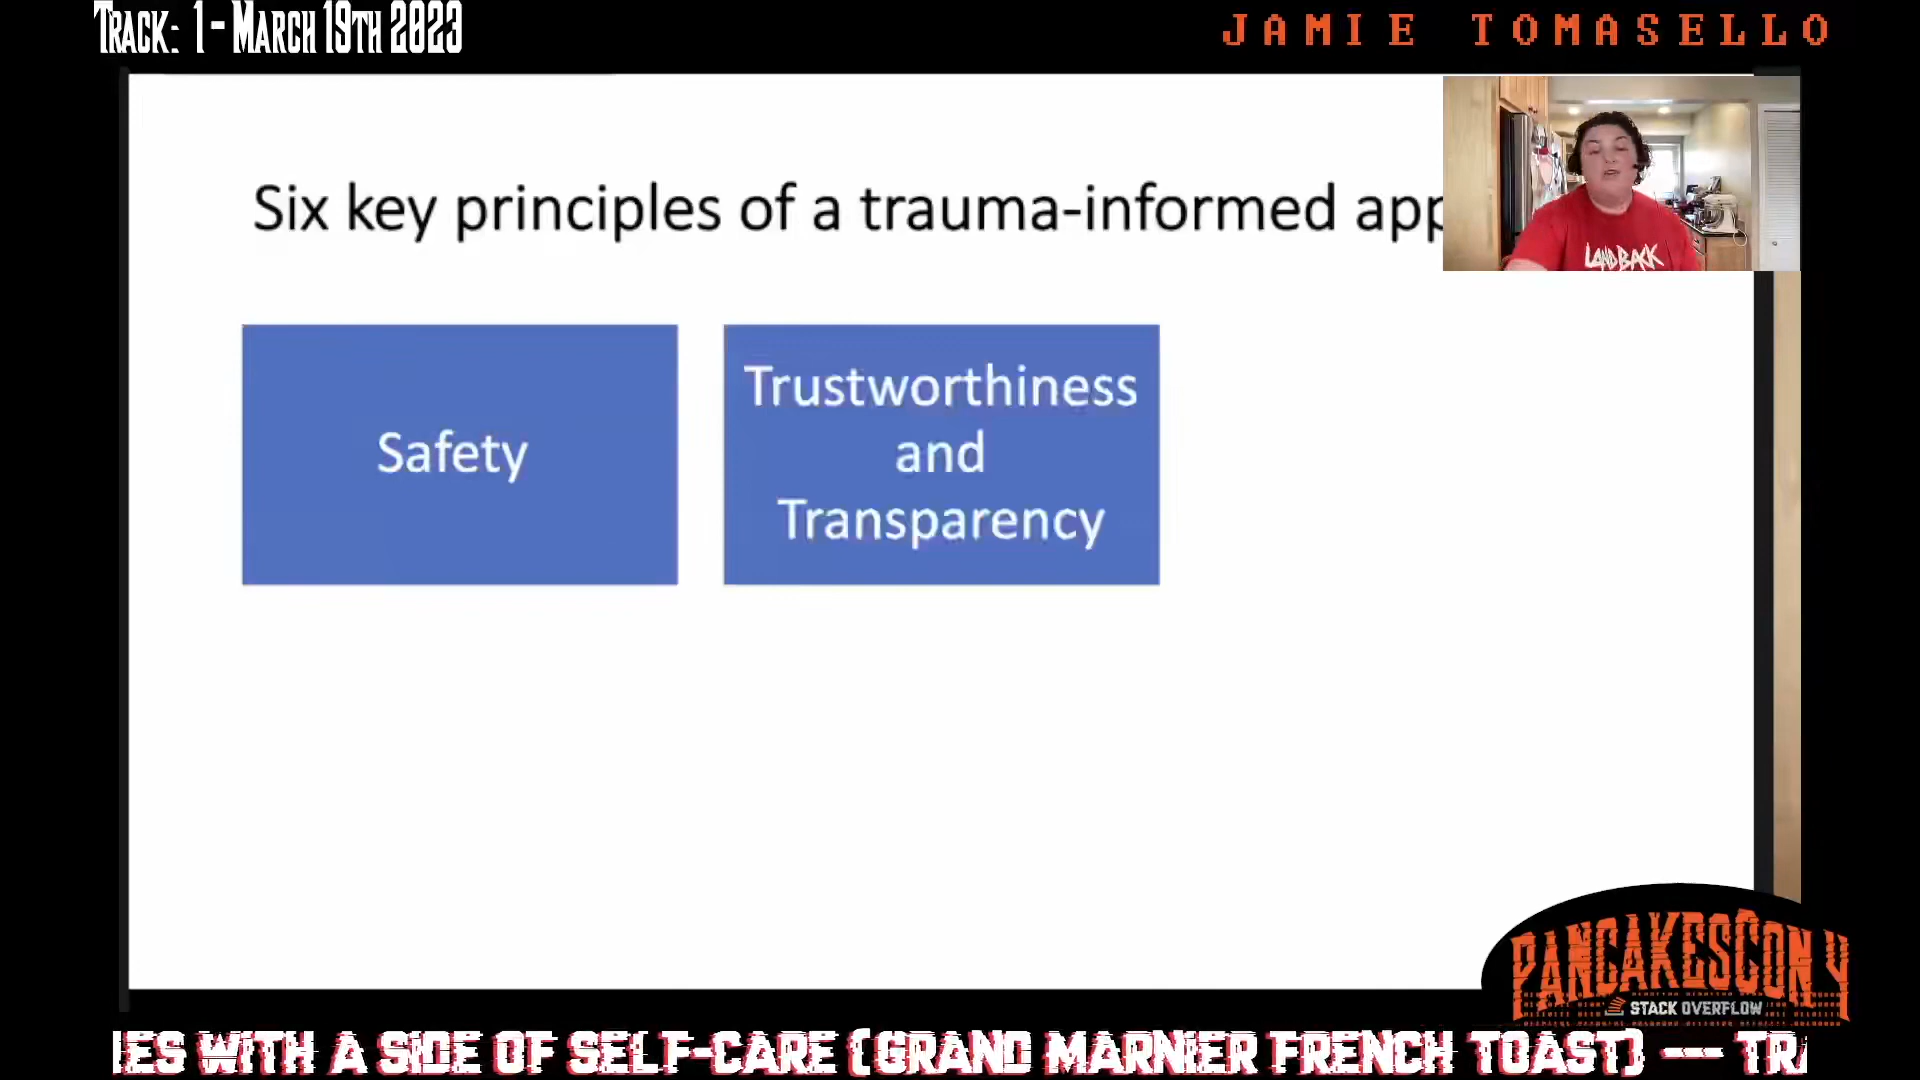 TRACK: 1 - MARCH 19TH 2023
JAMIE TOMASELLO
Six key principles of a trauma-informed app
LANDBACK
Safety
Trustworthiness
and
Transparency
PANCAKESCON 4
STACK OVERFLOW
IES WITH A SIDE OF SELF-CARE (GRAND MARNIER FRENCH TOAST) --- TRA